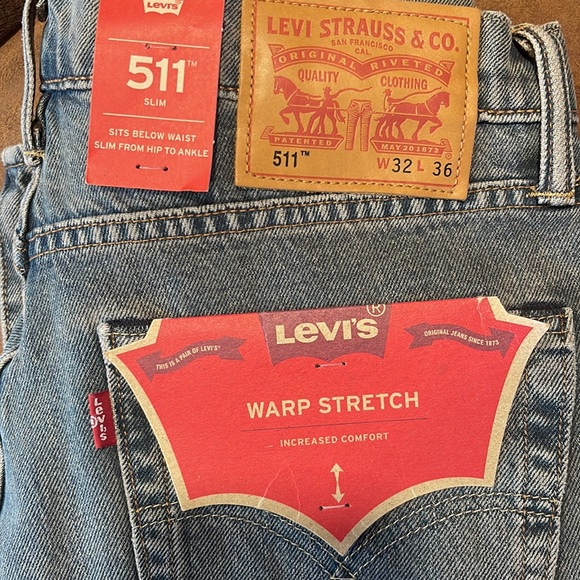 Levi's
511™
SLIM
SITS BELOW WAIST
SLIM FROM HIP TO ANKLE
LEVI STRAUSS & CO.
SAN FRANCISCO
CAL.
ORIGINAL RIVETED
QUALITY CLOTHING
PATENTED MAY 20 1873
511™ W 32 L 36
LEVI'S®
THIS IS A PAIR OF LEVI'S®
ORIGINAL JEANS SINCE 1873
WARP STRETCH
INCREASED COMFORT
LEVI'S